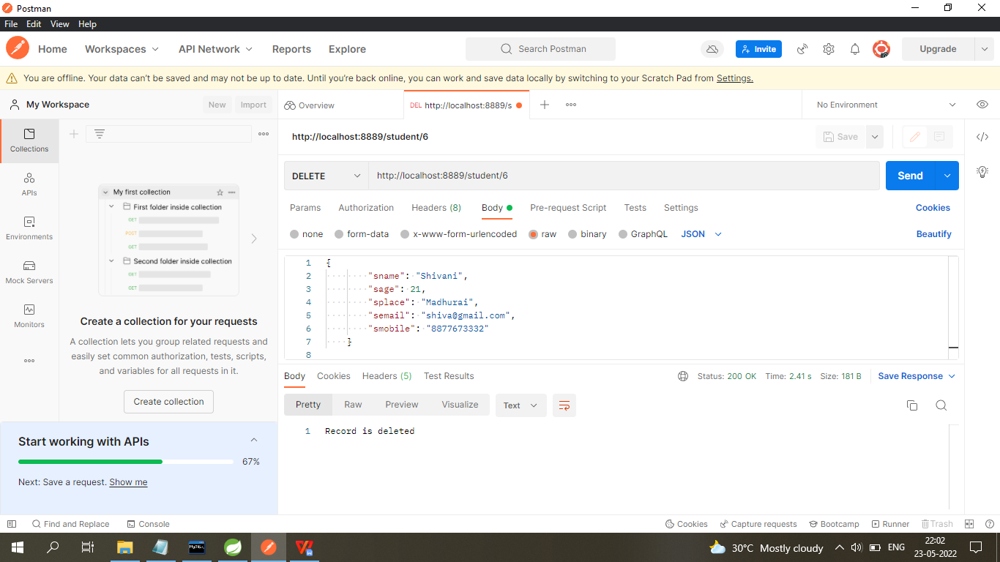 Postman
File Edit View Help
Home Workspaces API Network Reports Explore Search Postman Invite Upgrade
You are offline. Your data can't be saved and may not be up to date. Until you're back online, you can work and save data locally by switching to your Scratch Pad from Settings.
My Workspace New Import Overview DEL http://localhost:8889/s No Environment
http://localhost:8889/student/6 Save
Collections
APIs
Environments
Mock Servers
Monitors
My first collection
First folder inside collection
GET
POST
GET
Second folder inside collection
GET
GET
Create a collection for your requests
A collection lets you group related requests and
easily set common authorization, tests, scripts,
and variables for all requests in it.
Create collection
Start working with APIs
67%
Next: Save a request. Show me
DELETE http://localhost:8889/student/6 Send
Params Authorization Headers (8) Body Pre-request Script Tests Settings Cookies
none form-data x-www-form-urlencoded raw binary GraphQL JSON Beautify
1 {
2 "sname": "Shivani",
3 "sage": 21,
4 "splace": "Madhurai",
5 "semail": "shiva@gmail.com",
6 "smobile": "8877673332"
7 }
8
Body Cookies Headers (5) Test Results Status: 200 OK Time: 2.41 s Size: 181 B Save Response
Pretty Raw Preview Visualize Text
1 Record is deleted
Find and Replace Console Cookies Capture requests Bootcamp Runner Trash
MySQL
30°C Mostly cloudy ENG 22:02
23-05-2022